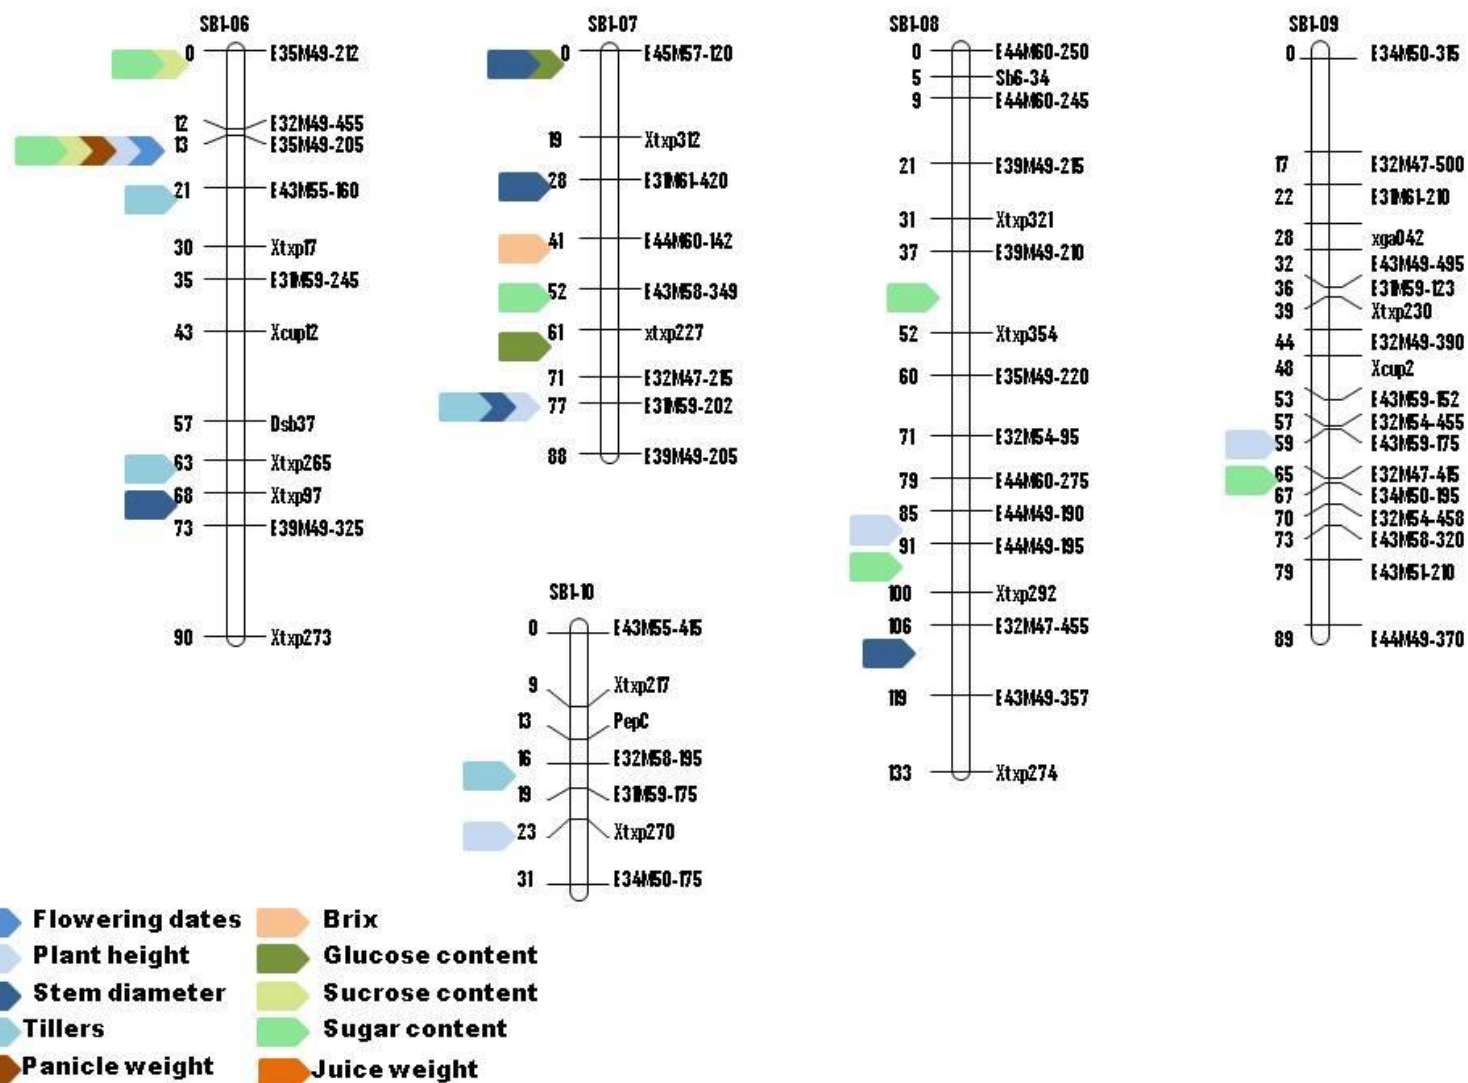 SB1-06
0 E35M49-212
12 E32M49-455
13 E35M49-205
21 E43M55-160
30 Xtxp17
35 E31M59-245
43 Xcup12
57 Dsb37
63 Xtxp265
68 Xtxp97
73 E39M49-325
90 Xtxp273
SB1-07
0 E45M57-120
19 Xtxp312
28 E31M61-420
41 E44M60-142
52 E43M58-349
61 xtxp227
71 E32M47-215
77 E31M59-202
88 E39M49-205
SB1-08
0 E44M60-250
5 Sb6-34
9 E44M60-245
21 E39M49-215
31 Xtxp321
37 E39M49-210
52 Xtxp354
60 E35M49-220
71 E32M54-95
79 E44M60-275
85 E44M49-190
91 E44M49-195
100 Xtxp292
106 E32M47-455
119 E43M49-357
133 Xtxp274
SB1-09
0 E34M50-315
17 E32M47-500
22 E31M61-210
28 xga042
32 E43M49-495
36 E31M59-123
39 Xtxp230
44 E32M49-390
48 Xcup2
53 E43M59-152
57 E32M54-455
59 E43M59-175
65 E32M47-415
67 E34M50-195
70 E32M54-458
73 E43M58-320
79 E43M51-210
89 E44M49-370
SB1-10
0 E43M55-415
9 Xtxp217
13 PepC
16 E32M58-195
19 E31M59-175
23 Xtxp270
31 E34M50-175
Flowering dates
Plant height
Stem diameter
Tillers
Panicle weight
Brix
Glucose content
Sucrose content
Sugar content
Juice weight